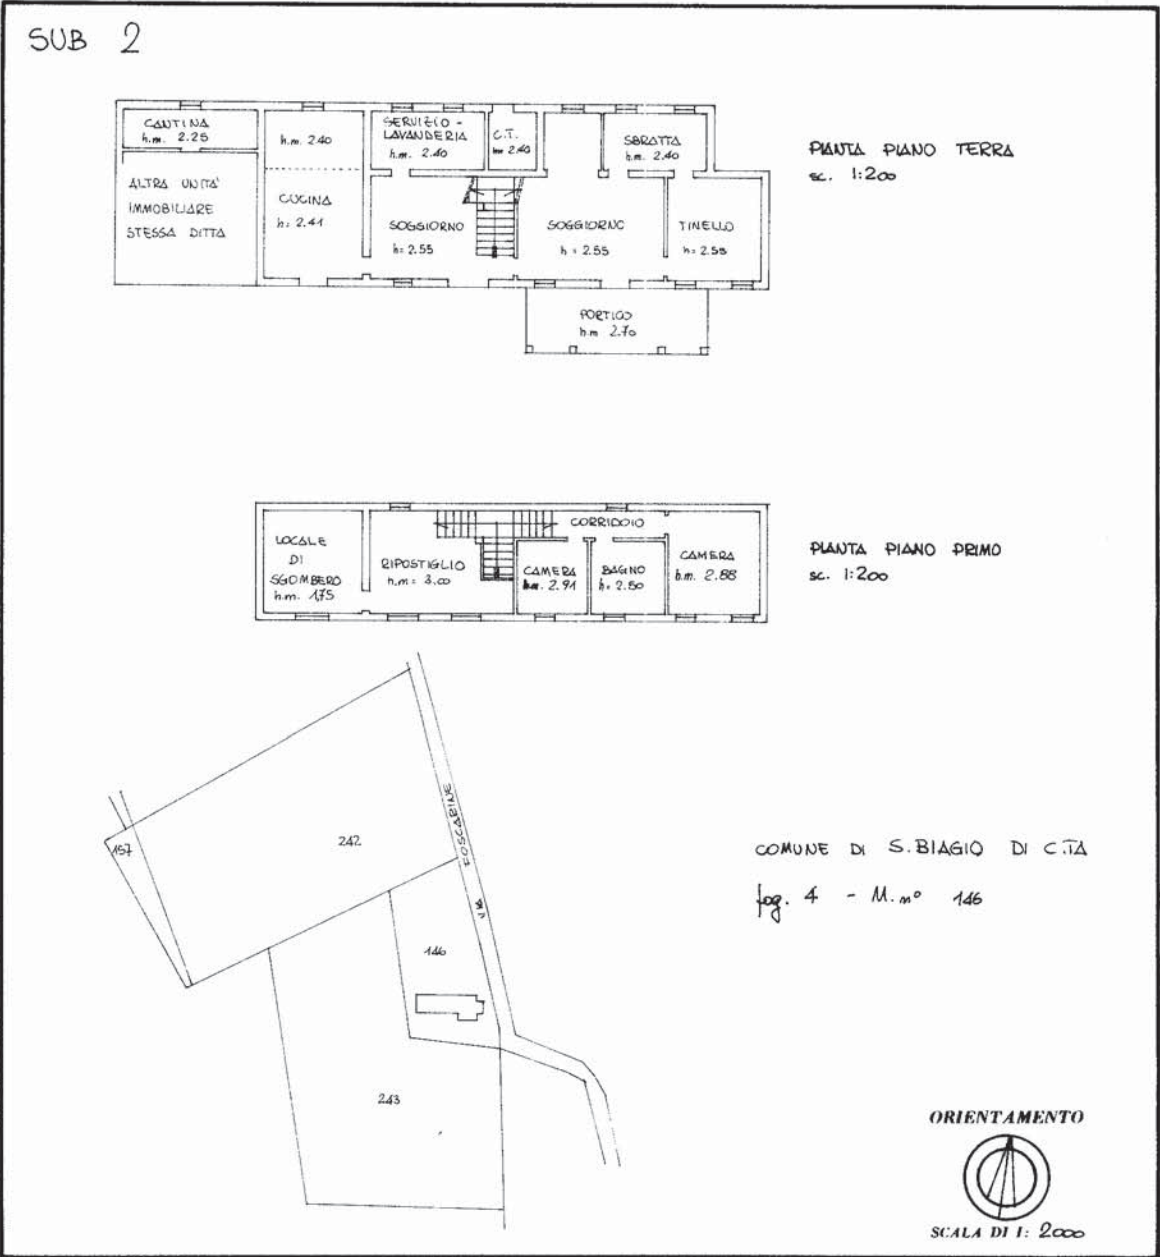 SUB 2
CANTINA
h.m. 2.25
h.m. 2.40
SERVIZIO -
LAVANDERIA
h.m. 2.40
C.T.
hm 2.40
SBRATTA
h.m. 2.40
PIANTA PIANO TERRA
sc. 1:200
ALTRA UNITA'
IMMOBILIARE
STESSA DITTA
CUCINA
h= 2.41
SOGGIORNO
h= 2.55
SOGGIORNO
h = 2.55
TINELLO
h= 2.55
PORTICO
h.m 2.70
LOCALE
DI
SGOMBERO
h.m. 1,75
RIPOSTIGLIO
h.m= 3.00
CORRIDOIO
CAMERA
h.m. 2.91
BAGNO
h= 2.80
CAMERA
h.m. 2.88
PIANTA PIANO PRIMO
sc. 1:200
157
242
VIA FOSCARINE
146
243
COMUNE DI S.BIAGIO DI C.TA
fog. 4 - M.nº 146
ORIENTAMENTO
SCALA DI 1: 2000